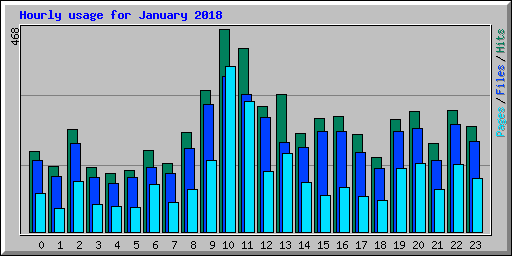 Hourly usage for January 2018
468
Pages/Files/Hits
0 1 2 3 4 5 6 7 8 9 10 11 12 13 14 15 16 17 18 19 20 21 22 23